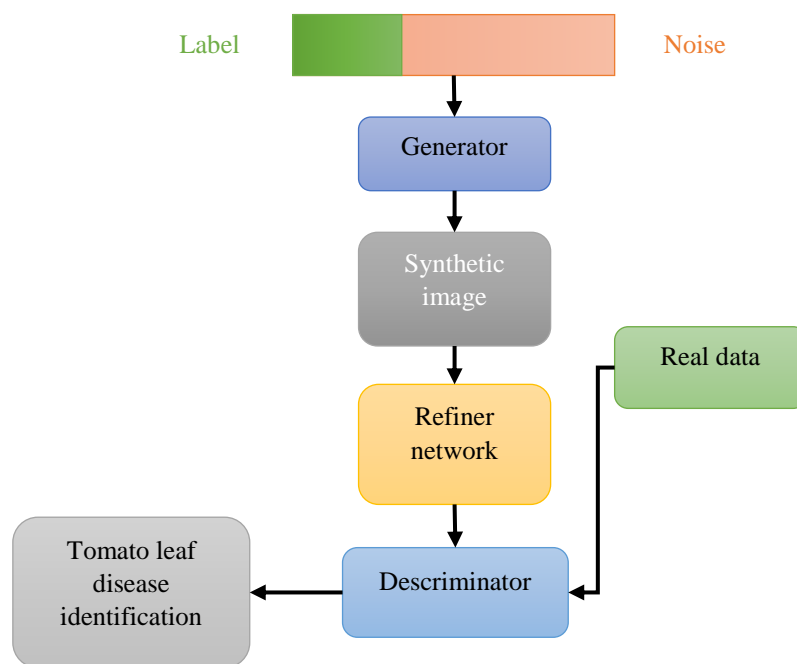 Label
Noise
Generator
Synthetic
image
Real data
Refiner
network
Descriminator
Tomato leaf
disease
identification